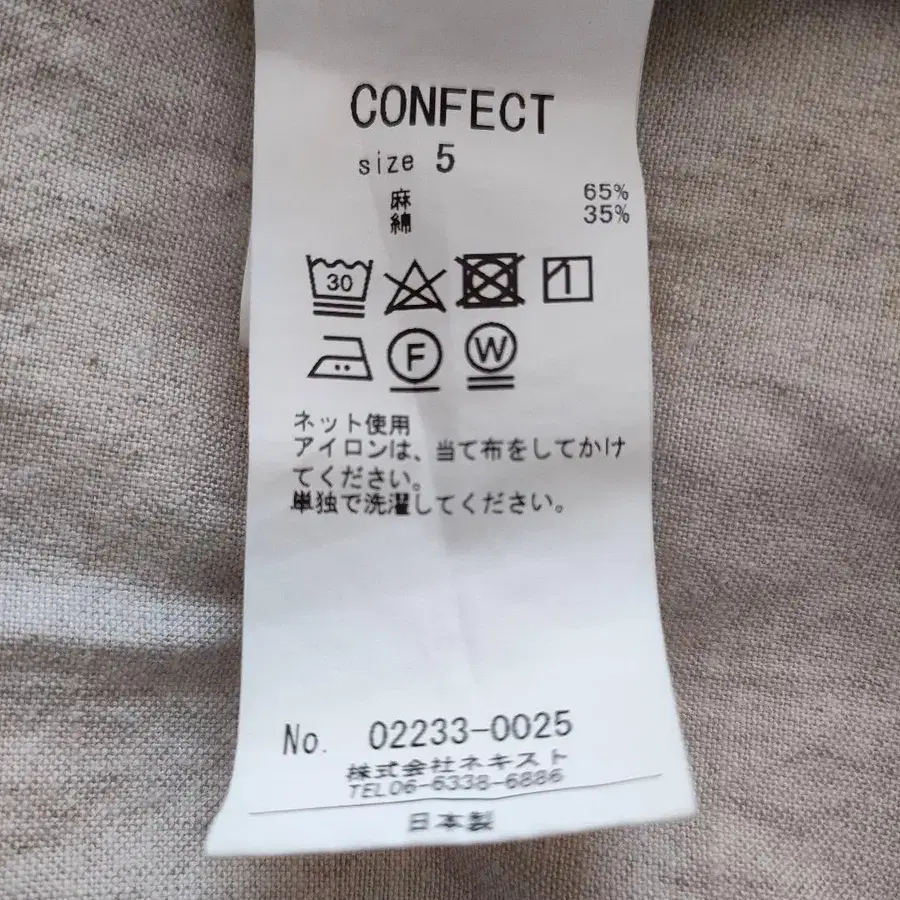 CONFECT
size 5
麻 65%
綿 35%
30
F W
ネット使用
アイロンは、当て布をしてかけ
てください。
単独で洗濯してください。
No. 02233-0025
株式会社ネキスト
TEL06-6338-6886
日本製